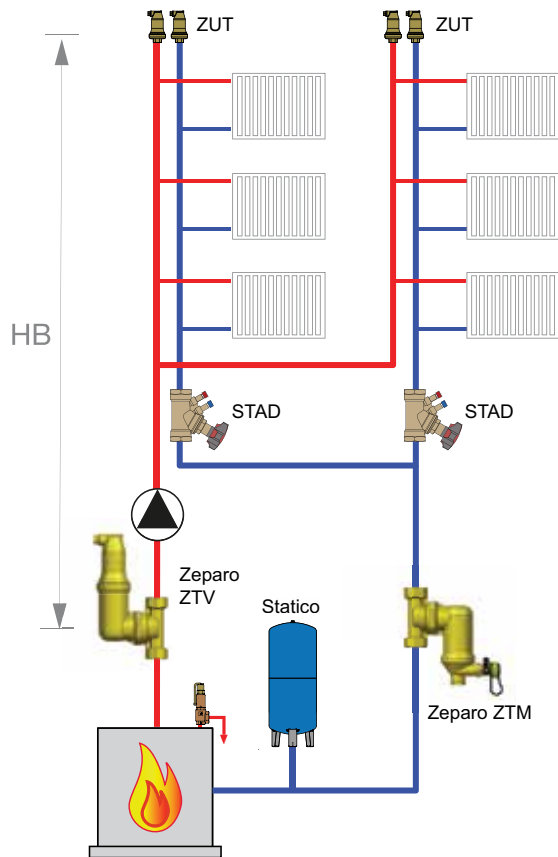 ZUT
ZUT
HB
STAD
STAD
Zeparo
ZTV
Statico
Zeparo ZTM